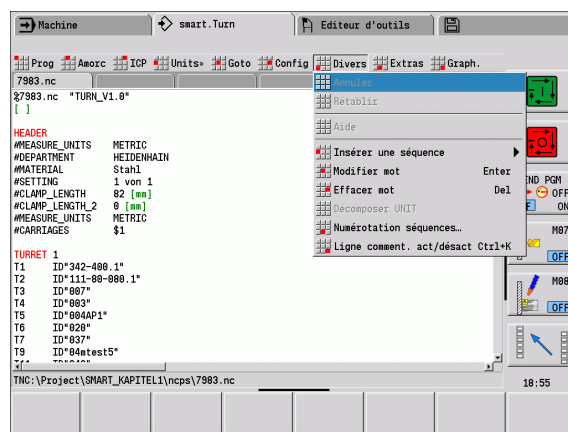 Machine smart.Turn Editeur d'outils
Prog Amorc ICP Units» Goto Config Divers Extras Graph.
7983.nc
%7983.nc "TURN_V1.0"
[ ]
HEADER
#MEASURE_UNITS METRIC
#DEPARTMENT HEIDENHAIN
#MATERIAL Stahl
#SETTING 1 von 1
#CLAMP_LENGTH 82 [mm]
#CLAMP_LENGTH_2 0 [mm]
#MEASURE_UNITS METRIC
#CARRIAGES $1
TURRET 1
T1 ID"342-400.1"
T2 ID"111-80-080.1"
T3 ID"007"
T4 ID"003"
T5 ID"004AP1"
T6 ID"020"
T7 ID"037"
T9 ID"04mtest5"
Annuler
Rétablir
Aide
Insérer une séquence
Modifier mot Enter
Effacer mot Del
Décomposer UNIT
Numérotation séquences…
Ligne comment. act/désact Ctrl+K
ND PGM
OFF
ON
M07
OFF
M08
OFF
TNC:\Project\SMART_KAPITEL1\ncps\7983.nc
18:55